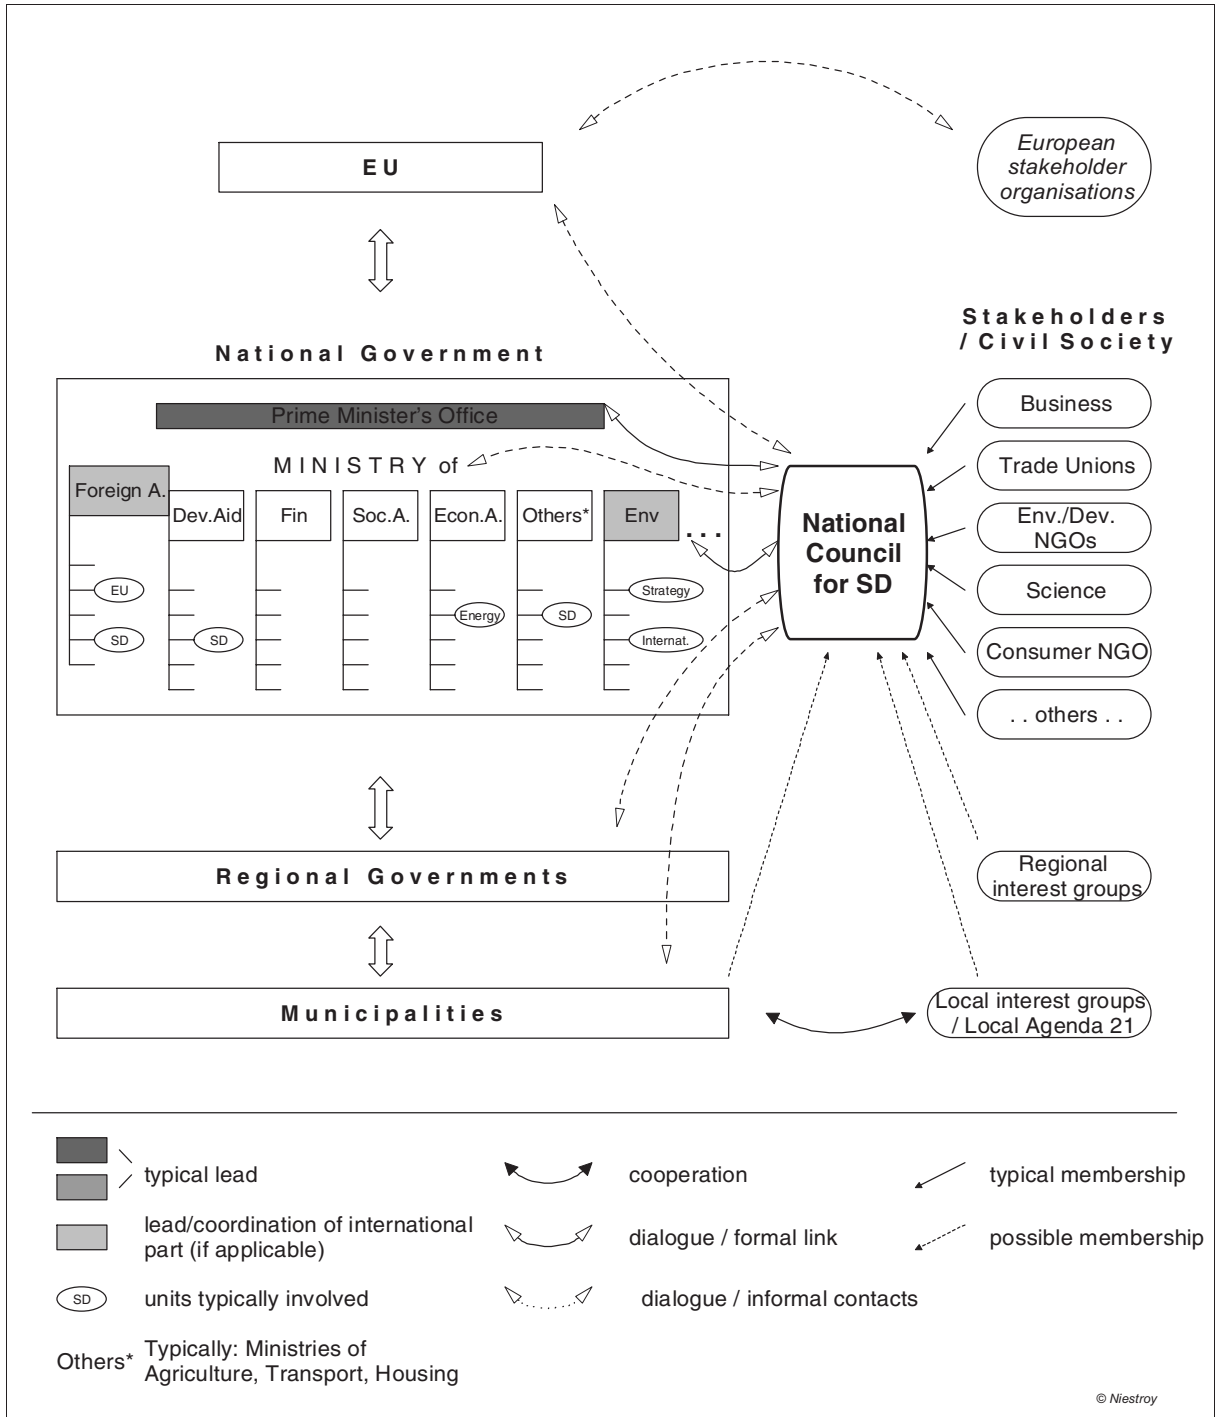 EU
European
stakeholder
organisations
Stakeholders
/ Civil Society
National Government
Prime Minister's Office
MINISTRY of
Foreign A.
Dev.Aid
Fin
Soc.A.
Econ.A.
Others*
Env
...
EU
SD
SD
Energy
SD
Strategy
Internat.
National
Council
for SD
Business
Trade Unions
Env./Dev.
NGOs
Science
Consumer NGO
. . others . .
Regional Governments
Regional
interest groups
Municipalities
Local interest groups
/ Local Agenda 21
typical lead
lead/coordination of international
part (if applicable)
SD
units typically involved
Others*
Typically: Ministries of
Agriculture, Transport, Housing
cooperation
dialogue / formal link
dialogue / informal contacts
typical membership
possible membership
© Niestroy